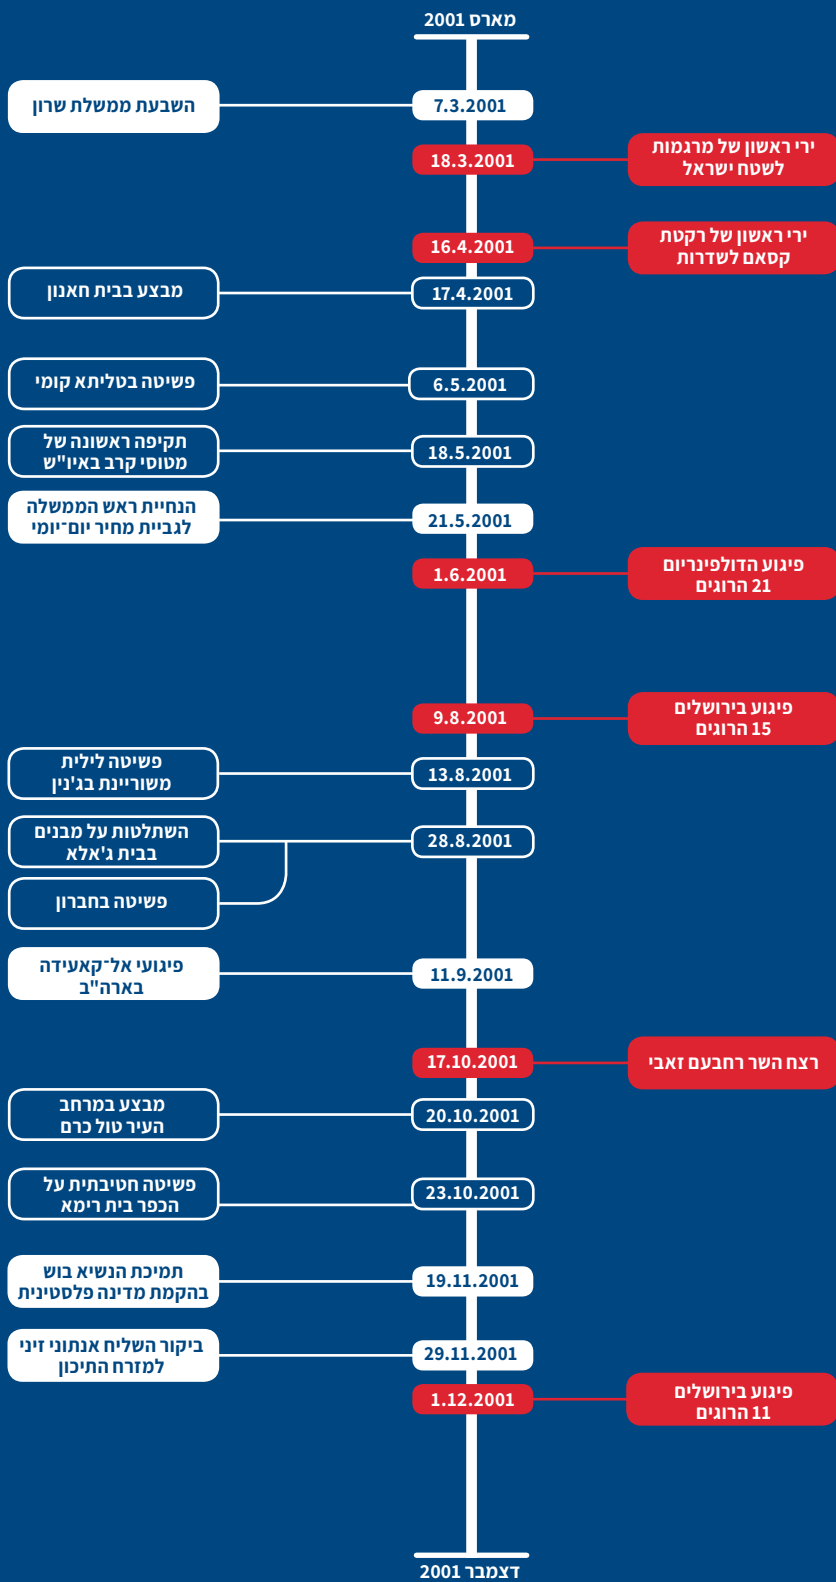 מארס 2001
7.3.2001
השבעת ממשלת שרון
ירי ראשון של מרגמות
לשטח ישראל
18.3.2001
ירי ראשון של רקטת
קסאם לשדרות
16.4.2001
17.4.2001
מבצע בבית חאנון
6.5.2001
פשיטה בטליתא קומי
18.5.2001
תקיפה ראשונה של
מטוסי קרב באיו"ש
21.5.2001
הנחיית ראש הממשלה
לגביית מחיר יום־יומי
פיגוע הדולפינריום
21 הרוגים
1.6.2001
פיגוע בירושלים
15 הרוגים
9.8.2001
13.8.2001
פשיטה לילית
משוריינת בג'נין
28.8.2001
השתלטות על מבנים
בבית ג'אלא
פשיטה בחברון
11.9.2001
פיגועי אל־קאעידה
בארה"ב
רצח השר רחבעם זאבי
17.10.2001
20.10.2001
מבצע במרחב
העיר טול כרם
23.10.2001
פשיטה חטיבתית על
הכפר בית רימא
19.11.2001
תמיכת הנשיא בוש
בהקמת מדינה פלסטינית
29.11.2001
ביקור השליח אנתוני זיני
למזרח התיכון
פיגוע בירושלים
11 הרוגים
1.12.2001
דצמבר 2001